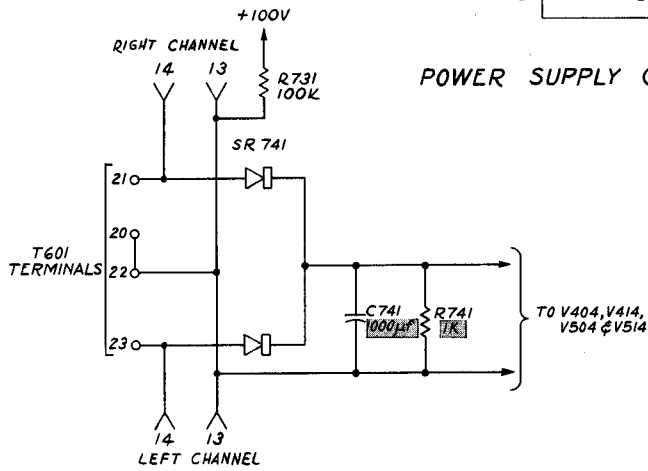 +100V
RIGHT CHANNEL
14
13
R731
100K
POWER SUPPLY
SR 741
21
20
T601
TERMINALS
22
23
C741
1000µf
R741
1K
TO V404, V414,
V504 & V514
14
13
LEFT CHANNEL